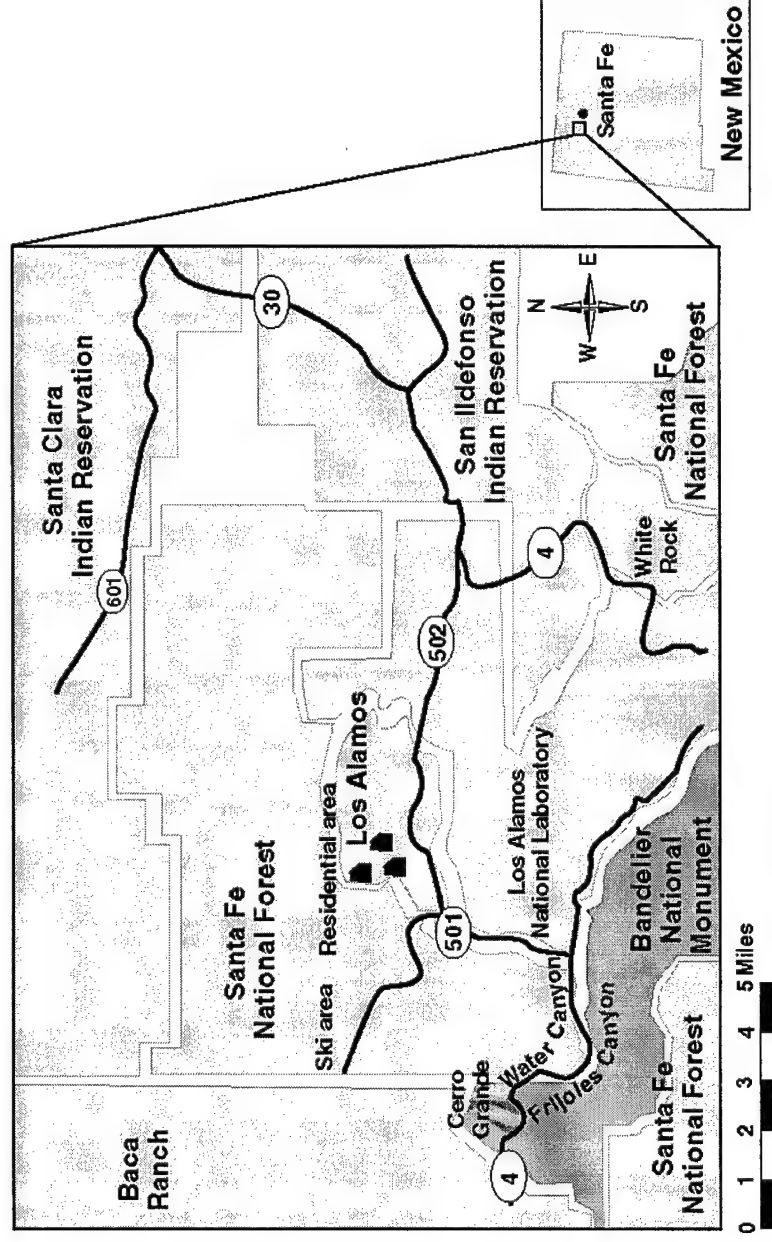 Baca
Ranch
Santa Clara
Indian Reservation
601
30
Santa Fe
National Forest
Ski area
Residential area
Los Alamos
502
501
San Ildefonso
Indian Reservation
Cerro
Grande
Water Canyon
Frijoles Canyon
4
Los Alamos
National Laboratory
4
White
Rock
N
W
E
S
Santa Fe
National Forest
Bandelier
National
Monument
Santa Fe
National Forest
0 1 2 3 4 5 Miles
Santa Fe
New Mexico